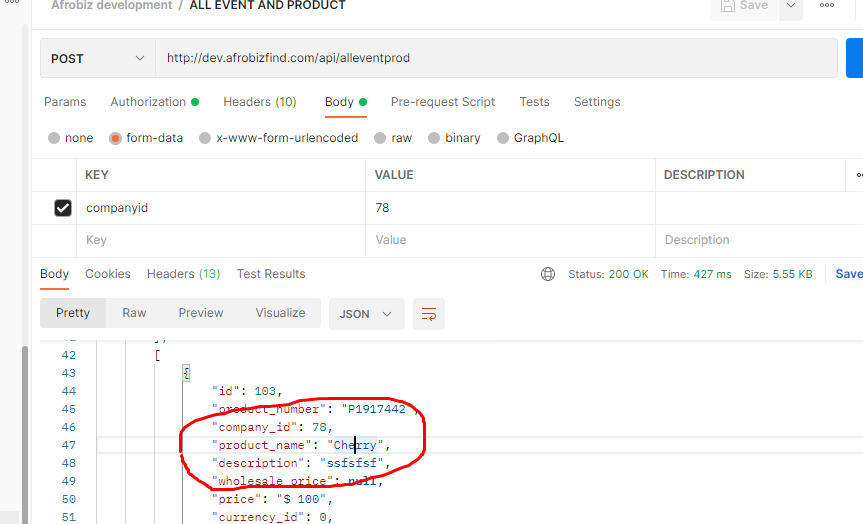 Afrobiz development / ALL EVENT AND PRODUCT
Save
POST
http://dev.afrobizfind.com/api/alleventprod
Params Authorization Headers (10) Body Pre-request Script Tests Settings
none form-data x-www-form-urlencoded raw binary GraphQL
KEY VALUE DESCRIPTION
companyid 78
Key Value Description
Body Cookies Headers (13) Test Results Status: 200 OK Time: 427 ms Size: 5.55 KB Save
Pretty Raw Preview Visualize JSON
42 [
43 {
44 "id": 103,
45 "product_number": "P1917442",
46 "company_id": 78,
47 "product_name": "Cherry",
48 "description": "ssfsfsf",
49 "wholesale_price": null,
50 "price": "$ 100",
51 "currency_id": 0,